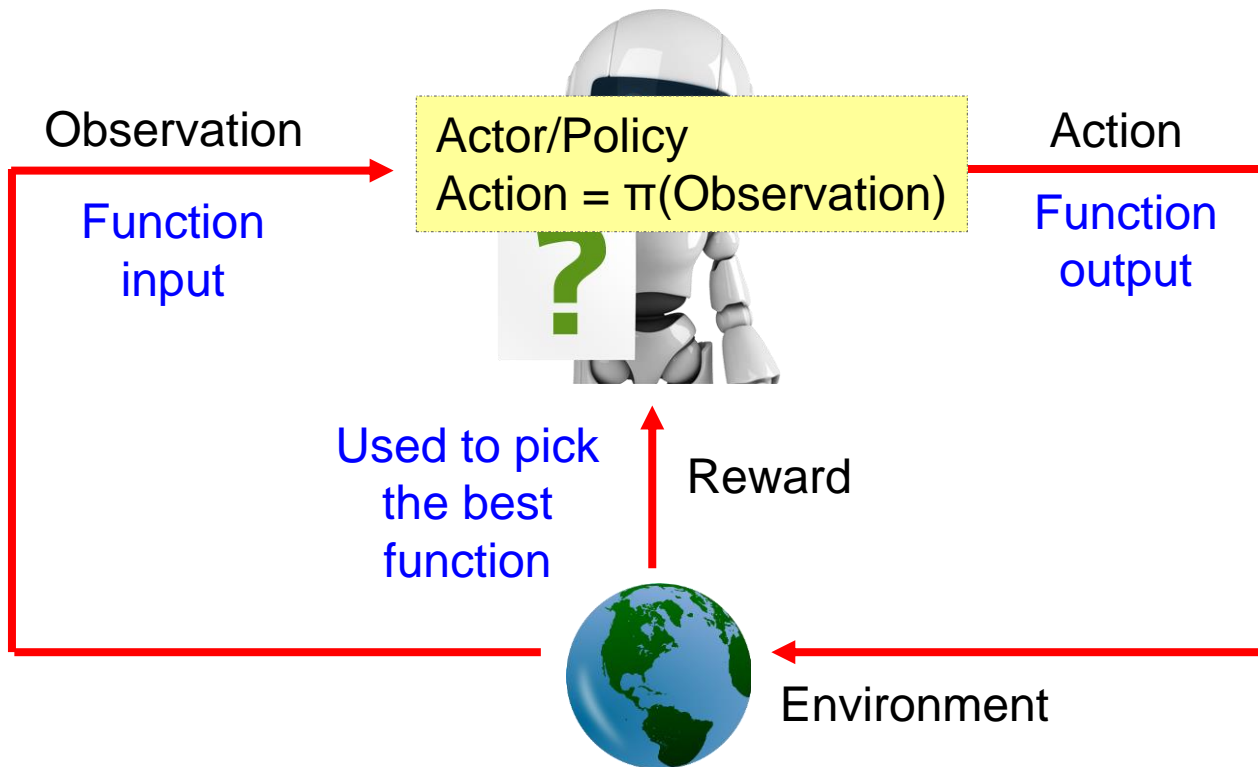 Observation
Function
input
Actor/Policy
Action = π(Observation)
?
Action
Function
output
Used to pick
the best
function
Reward
Environment